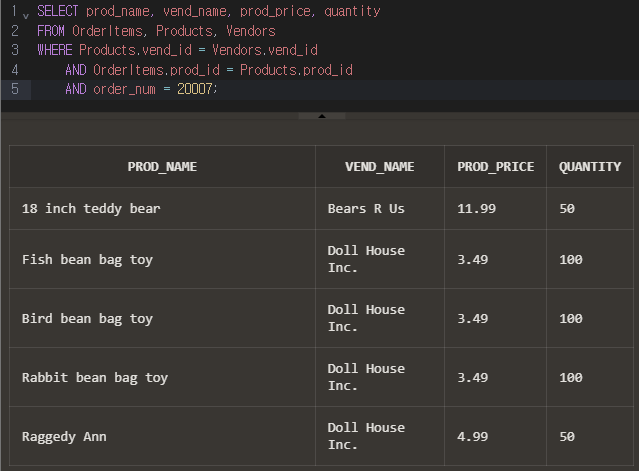 1 SELECT prod_name, vend_name, prod_price, quantity
2 FROM OrderItems, Products, Vendors
3 WHERE Products.vend_id = Vendors.vend_id
4 AND OrderItems.prod_id = Products.prod_id
5 AND order_num = 20007;
PROD_NAME VEND_NAME PROD_PRICE QUANTITY
18 inch teddy bear Bears R Us 11.99 50
Fish bean bag toy Doll House Inc. 3.49 100
Bird bean bag toy Doll House Inc. 3.49 100
Rabbit bean bag toy Doll House Inc. 3.49 100
Raggedy Ann Doll House Inc. 4.99 50